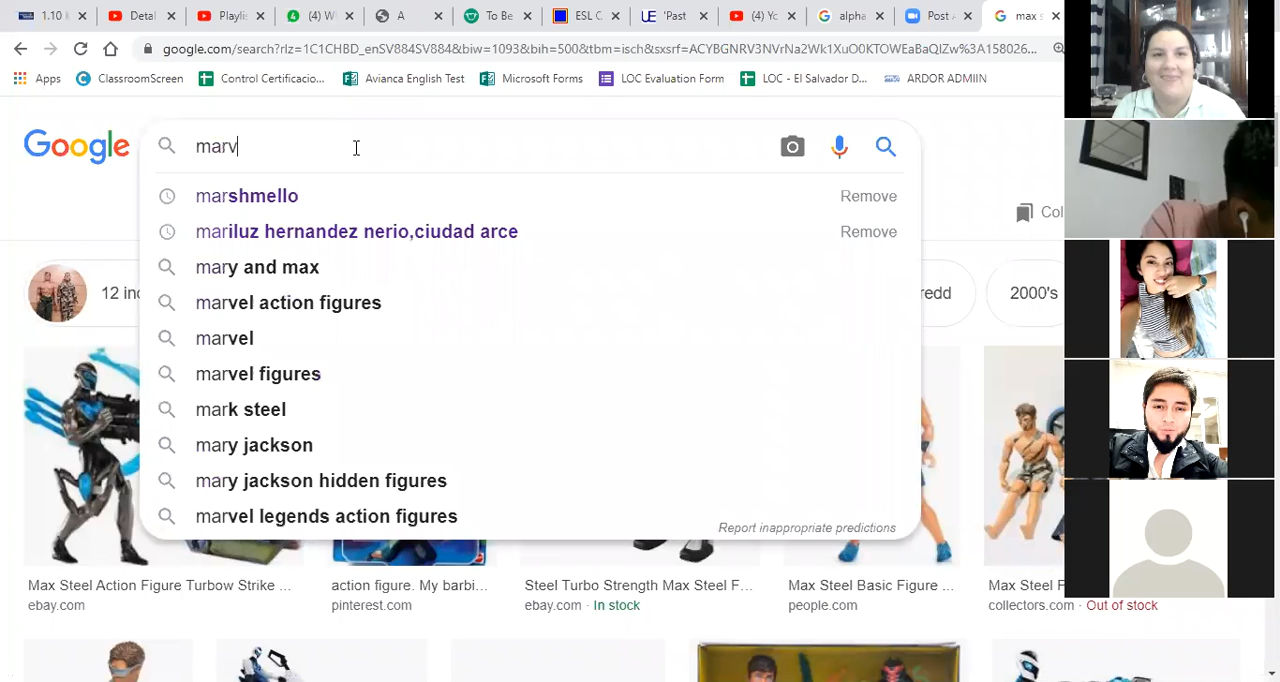 1.10
Detal
Playli
(4) W
A
To Be
ESL C
'Past
(4) Yc
alpha
Post
max s
google.com/search?rlz=1C1CHBD_enSV884SV884&biw=1093&bih=500&tbm=isch&sxsrf=ACYBGNRV3NVrNa2Wk1XuO0KTOWEaBaQIZw%3A158026...
Apps
ClassroomScreen
Control Certificacio...
Avianca English Test
Microsoft Forms
LOC Evaluation Form
LOC - El Salvador D...
ARDOR ADMIIN
Google
marv
marshmello
Remove
Col
mariluz hernandez nerio,ciudad arce
Remove
mary and max
12 inc
redd
2000's
marvel action figures
marvel
marvel figures
mark steel
mary jackson
mary jackson hidden figures
marvel legends action figures
Report inappropriate predictions
Max Steel Action Figure Turbow Strike ...
ebay.com
action figure. My barbi...
pinterest.com
Steel Turbo Strength Max Steel F...
ebay.com · In stock
Max Steel Basic Figure ...
people.com
Max Steel F
collectors.com · Out of stock